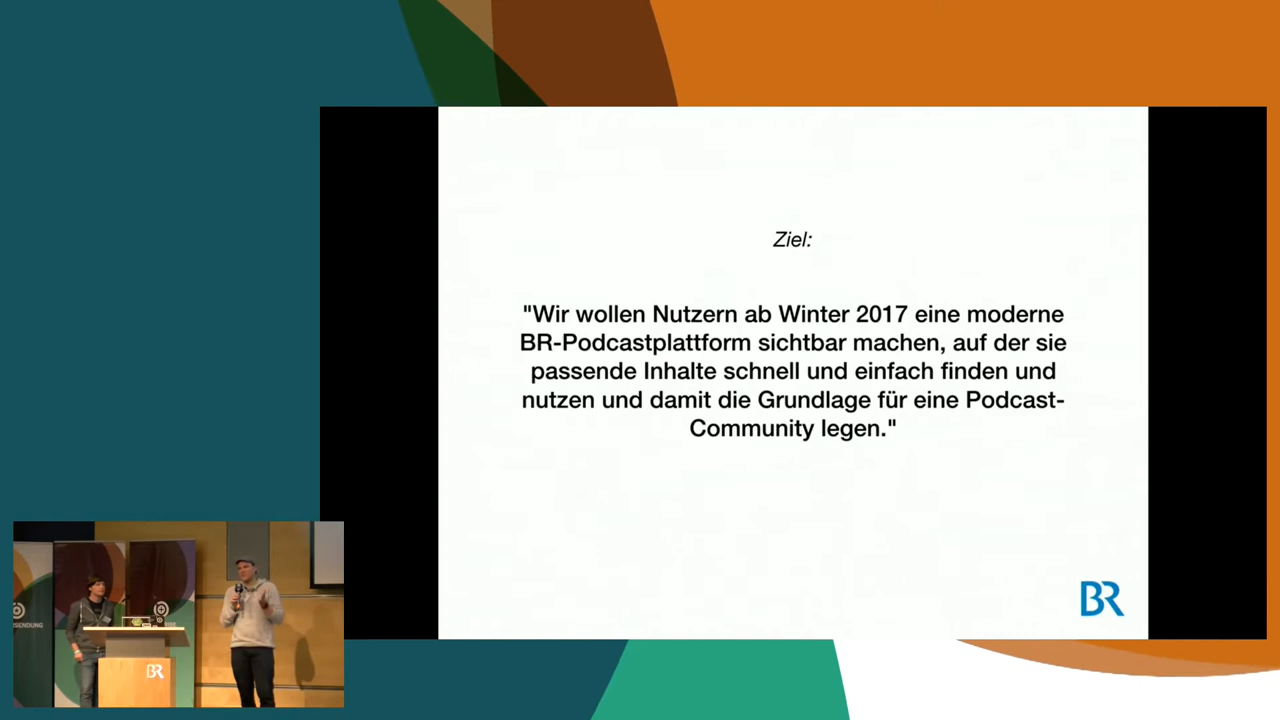 Ziel:
"Wir wollen Nutzern ab Winter 2017 eine moderne
BR-Podcastplattform sichtbar machen, auf der sie
passende Inhalte schnell und einfach finden und
nutzen und damit die Grundlage für eine Podcast-
Community legen."
BR
BR